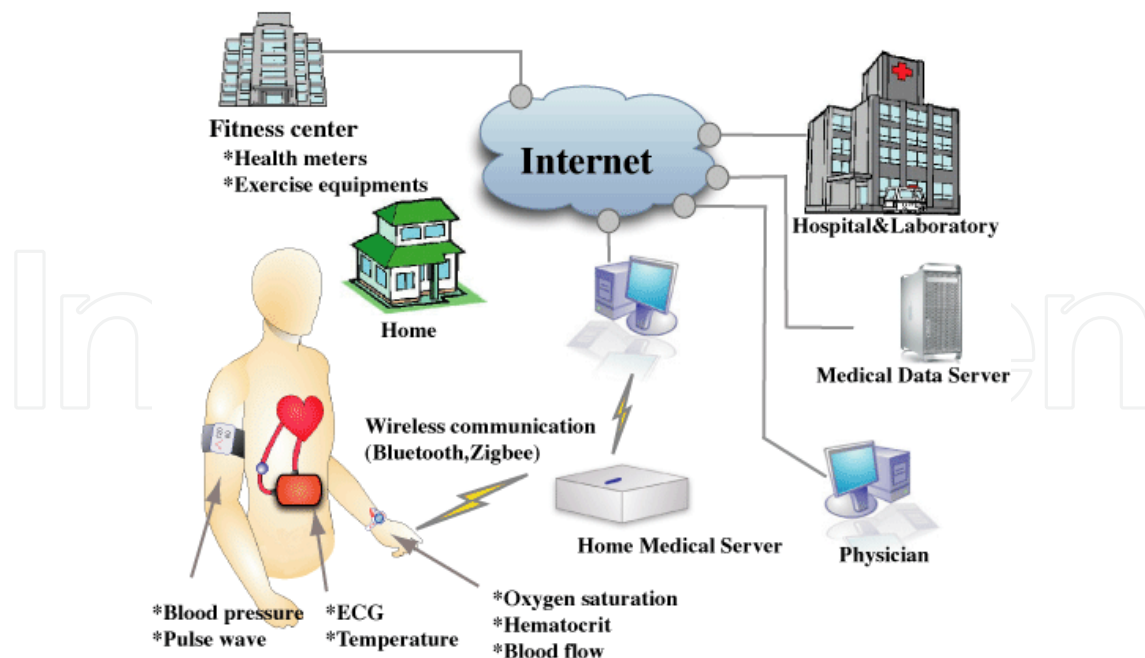 Fitness center
*Health meters
*Exercise equipments
Internet
Hospital&Laboratory
Home
Medical Data Server
Wireless communication
(Bluetooth,Zigbee)
Home Medical Server
Physician
*Blood pressure
*Pulse wave
*ECG
*Temperature
*Oxygen saturation
*Hematocrit
*Blood flow